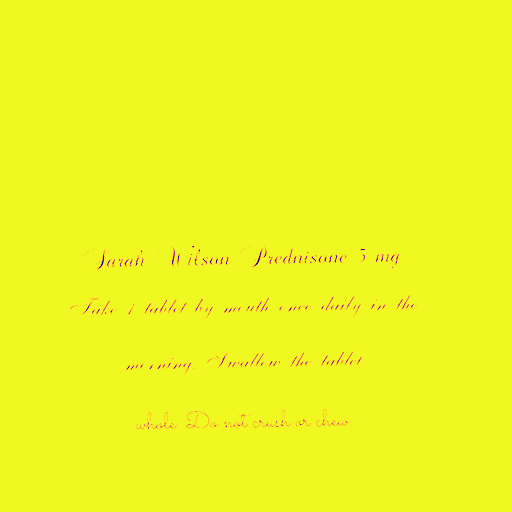 Sarah Wilson Prednisone 5 mg
Take 1 tablet by mouth once daily in the
morning. Swallow the tablet
whole Do not crush or chew